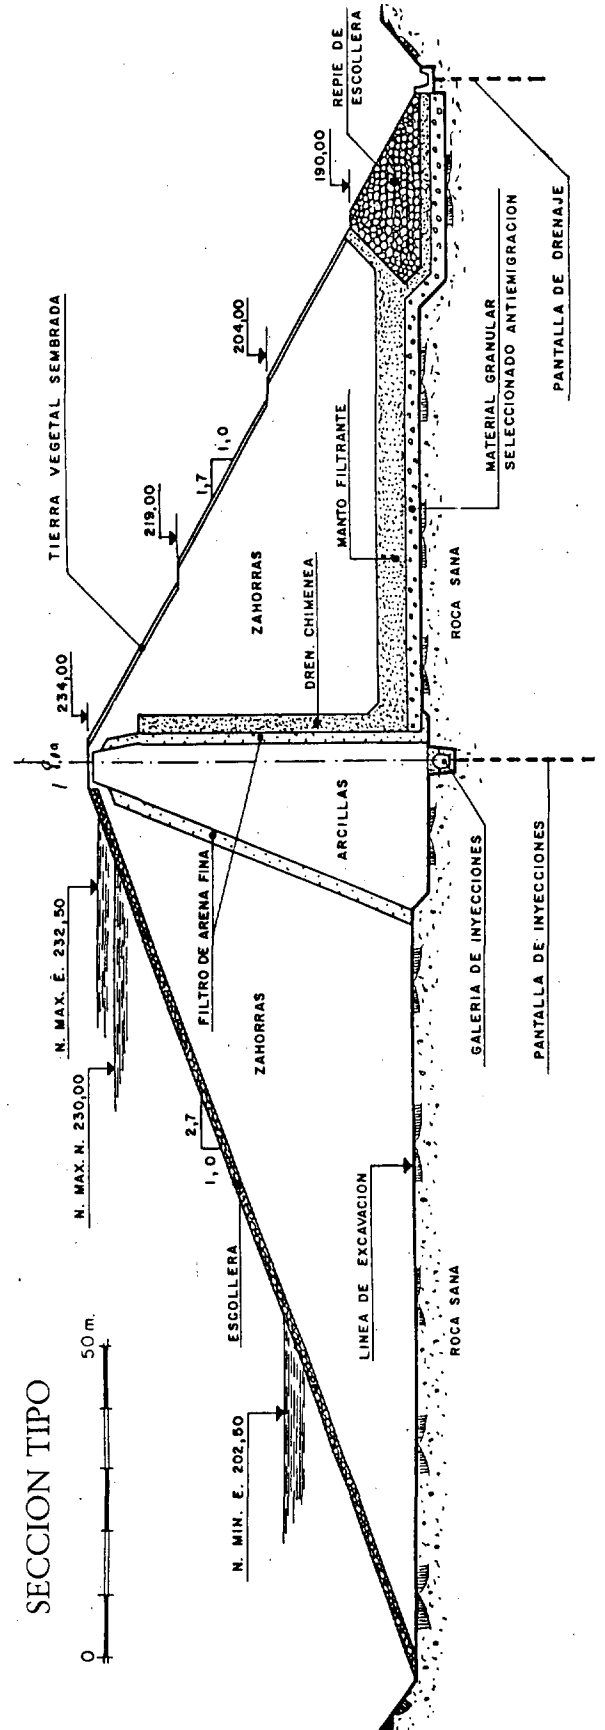 SECCION TIPO
0
50 m.
N. MIN. E. 202,50
ESCOLLERA
1,0
2,7
N. MAX. N. 230,00
N. MAX. E. 232,50
LINEA DE EXCAVACION
ROCA SANA
ZAHORRAS
FILTRO DE ARENA FINA
ARCILLAS
GALERIA DE INYECCIONES
PANTALLA DE INYECCIONES
234,00
TIERRA VEGETAL SEMBRADA
219,00
1,7
1,0
204,00
ZAHORRAS
DREN. CHIMENEA
MANTO FILTRANTE
ROCA SANA
MATERIAL GRANULAR
SELECCIONADO ANTIEMIGRACION
190,00
REPIE DE
ESCOLLERA
PANTALLA DE DRENAJE